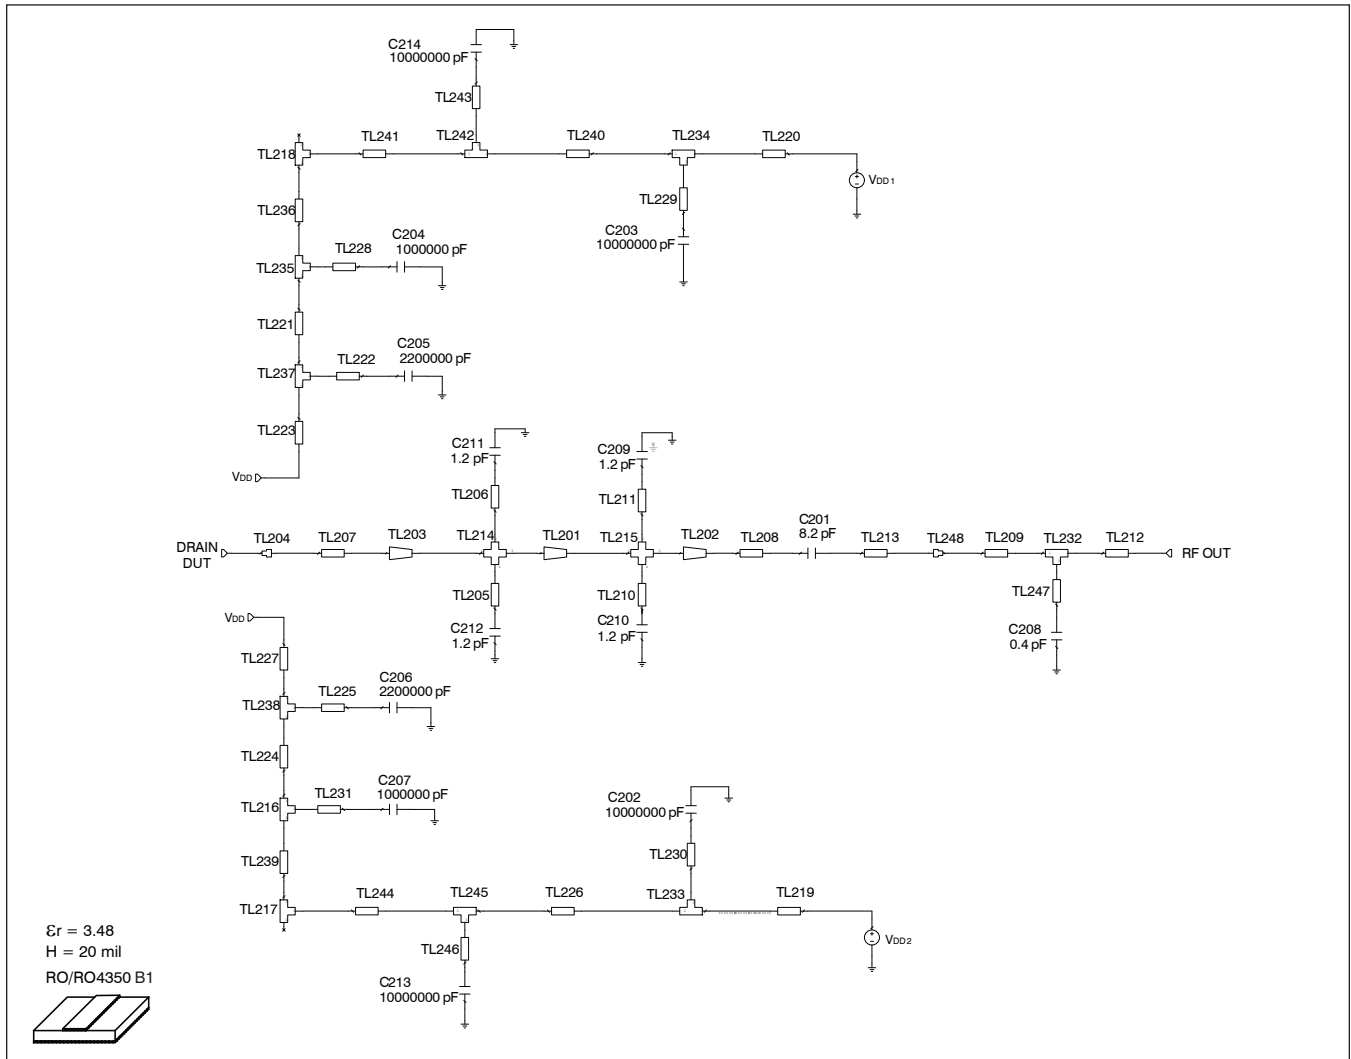 C214
10000000 pF
TL243
TL241
TL242
TL240
TL234
TL220
TL218
VDD1
TL229
TL236
C203
10000000 pF
C204
1000000 pF
TL228
TL235
TL221
C205
2200000 pF
TL222
TL237
TL223
VDD
C211
1.2 pF
C209
1.2 pF
TL206
TL211
DRAIN
DUT
TL204
TL207
TL203
TL214
TL201
TL215
TL202
TL208
C201
8.2 pF
TL213
TL248
TL209
TL232
TL212
RF OUT
TL205
TL210
TL247
C212
1.2 pF
C210
1.2 pF
C208
0.4 pF
VDD
TL227
C206
2200000 pF
TL225
TL238
TL224
C207
1000000 pF
TL231
TL216
C202
10000000 pF
TL230
TL239
TL244
TL245
TL226
TL233
TL219
TL217
VDD2
TL246
C213
10000000 pF
εr = 3.48
H = 20 mil
RO/RO4350 B1